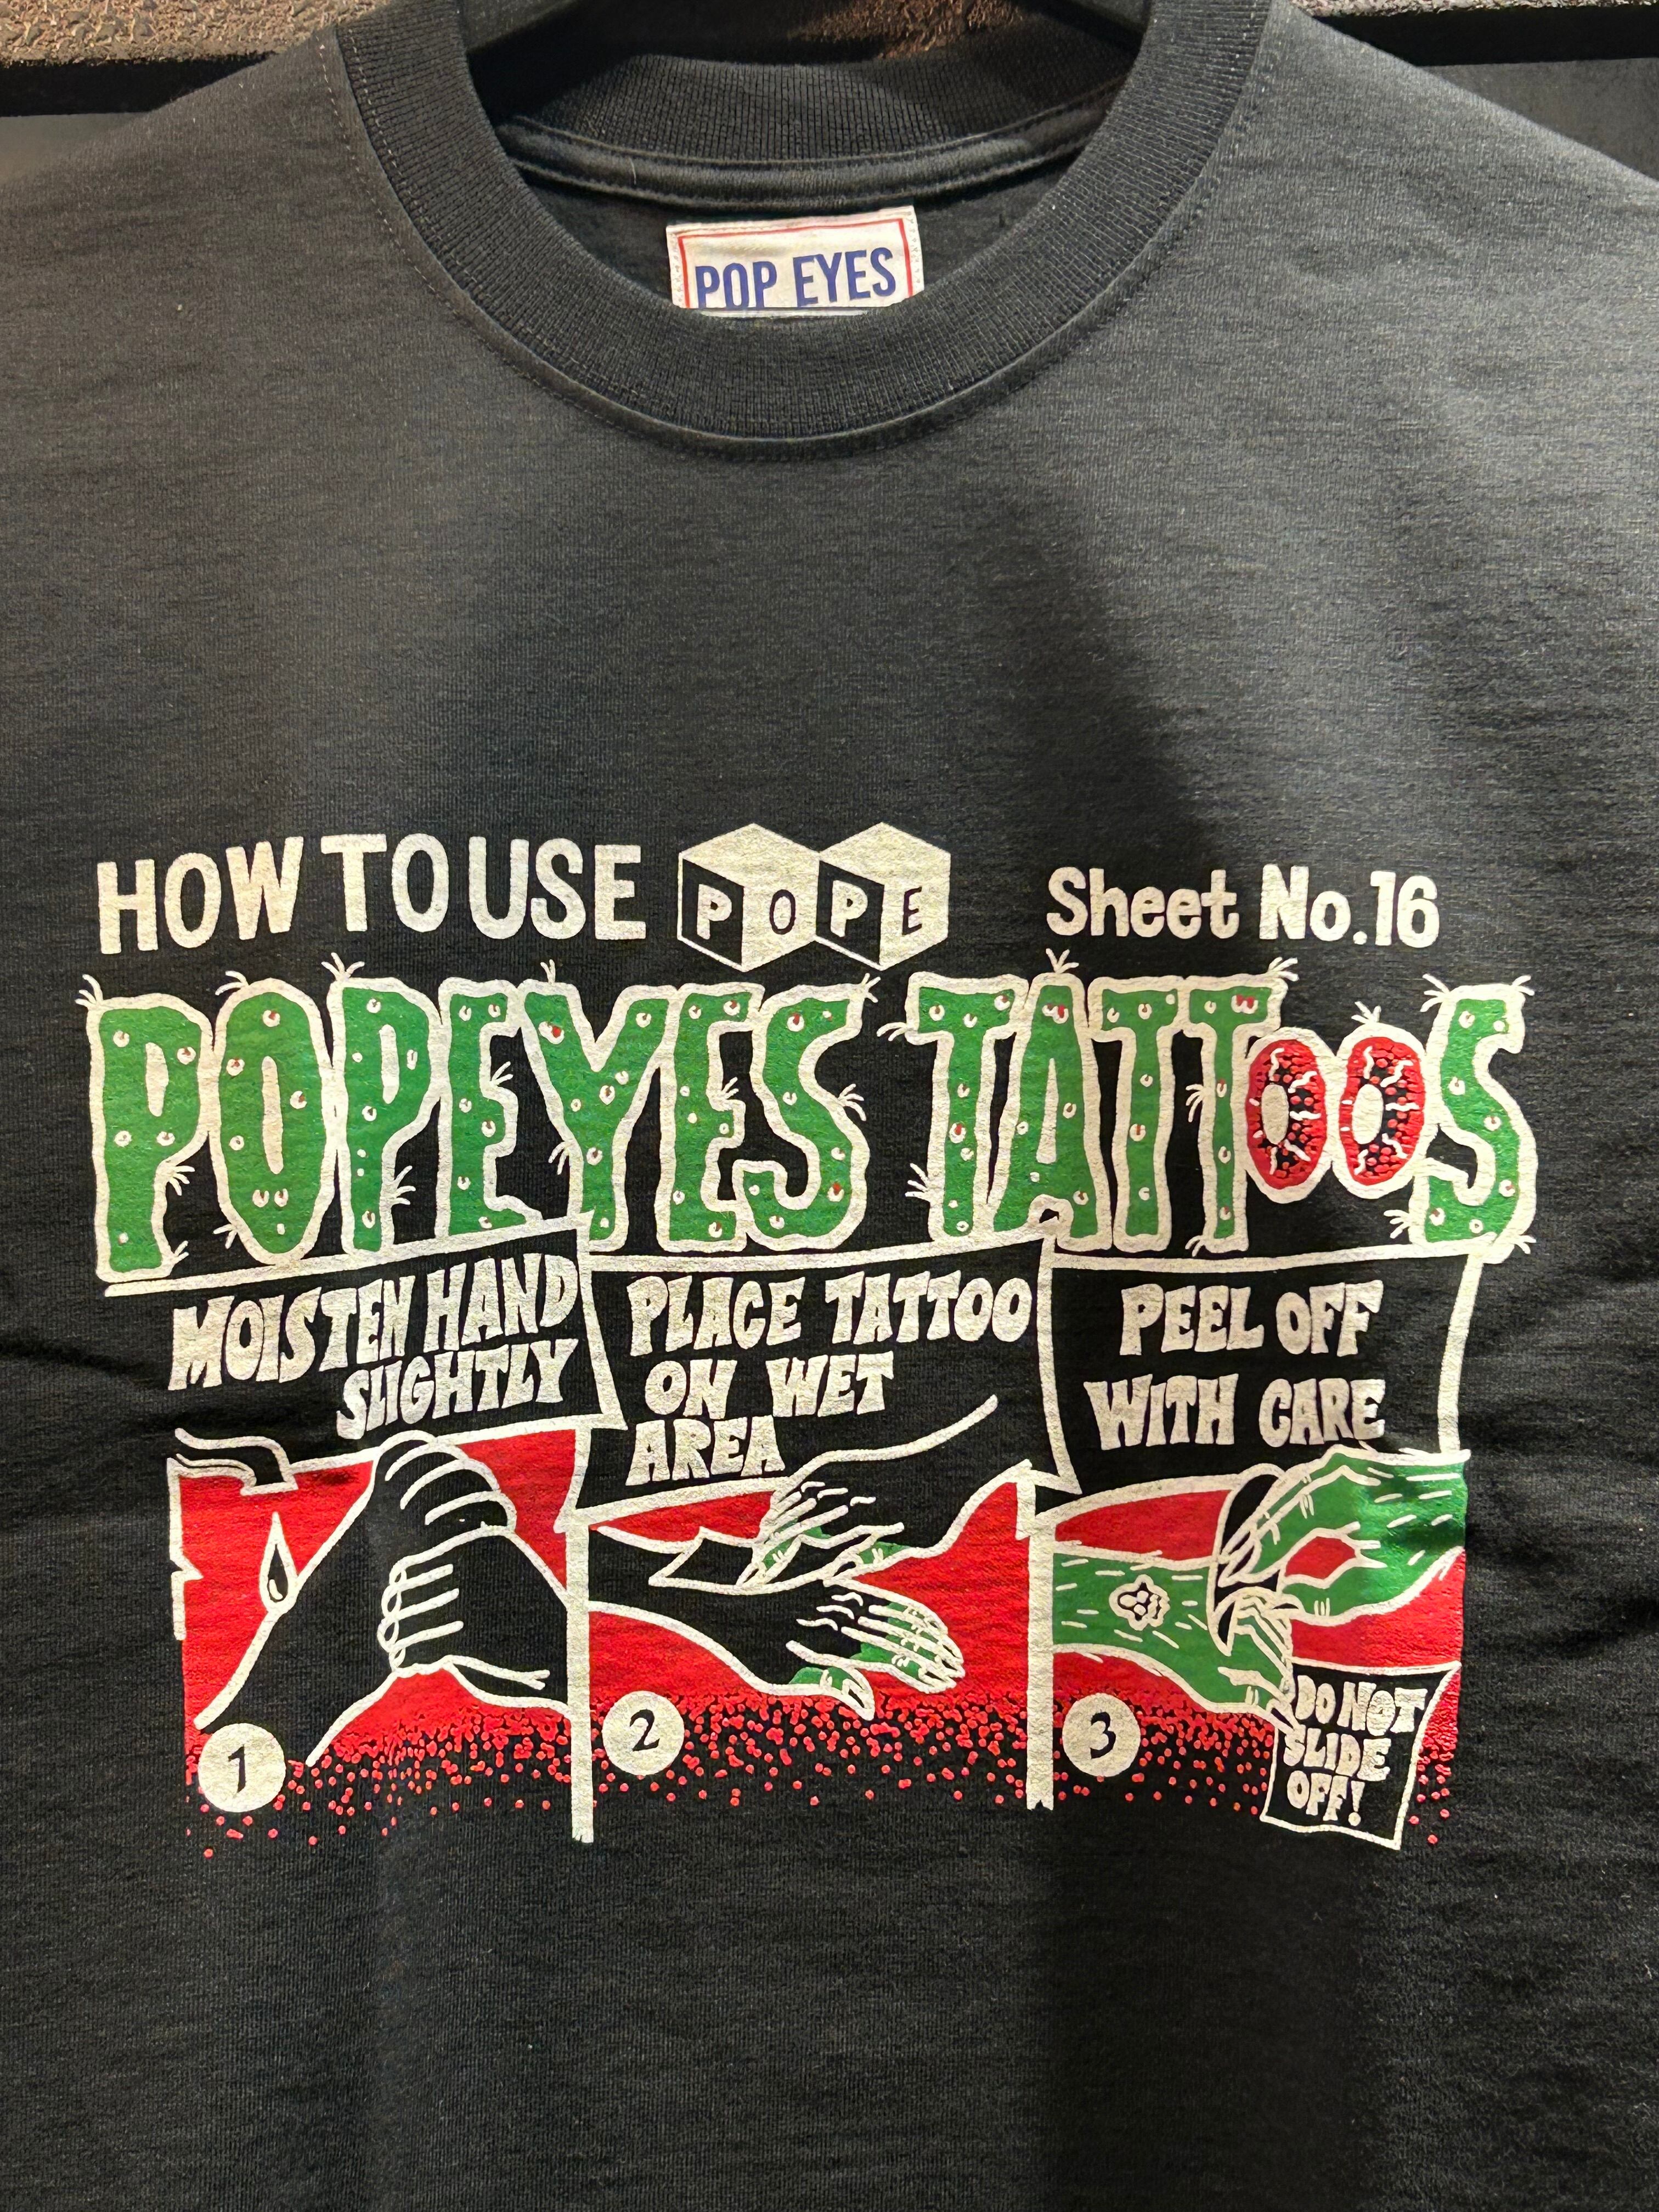 POP EYES
HOW TO USE POPE Sheet No.16
POPEYES TATTOOS
MOISTEN HAND
SLIGHTLY
PLACE TATTOO
ON WET
AREA
PEEL OFF
WITH CARE
1
2
3
DO NOT
SLIDE
OFF!